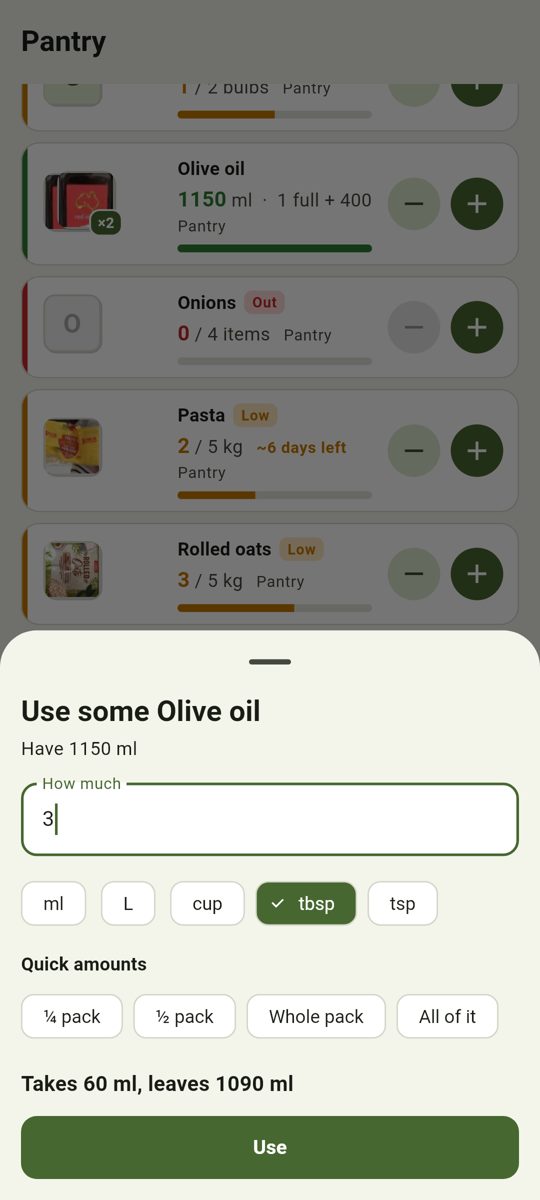 Pantry
1 / 2 bulbs Pantry
Olive oil
1150 ml · 1 full + 400
Pantry
×2
Onions Out
O
0 / 4 items Pantry
Pasta Low
2 / 5 kg ~6 days left
Pantry
Rolled oats Low
3 / 5 kg Pantry
Use some Olive oil
Have 1150 ml
How much
3
ml L cup tbsp tsp
Quick amounts
¼ pack ½ pack Whole pack All of it
Takes 60 ml, leaves 1090 ml
Use